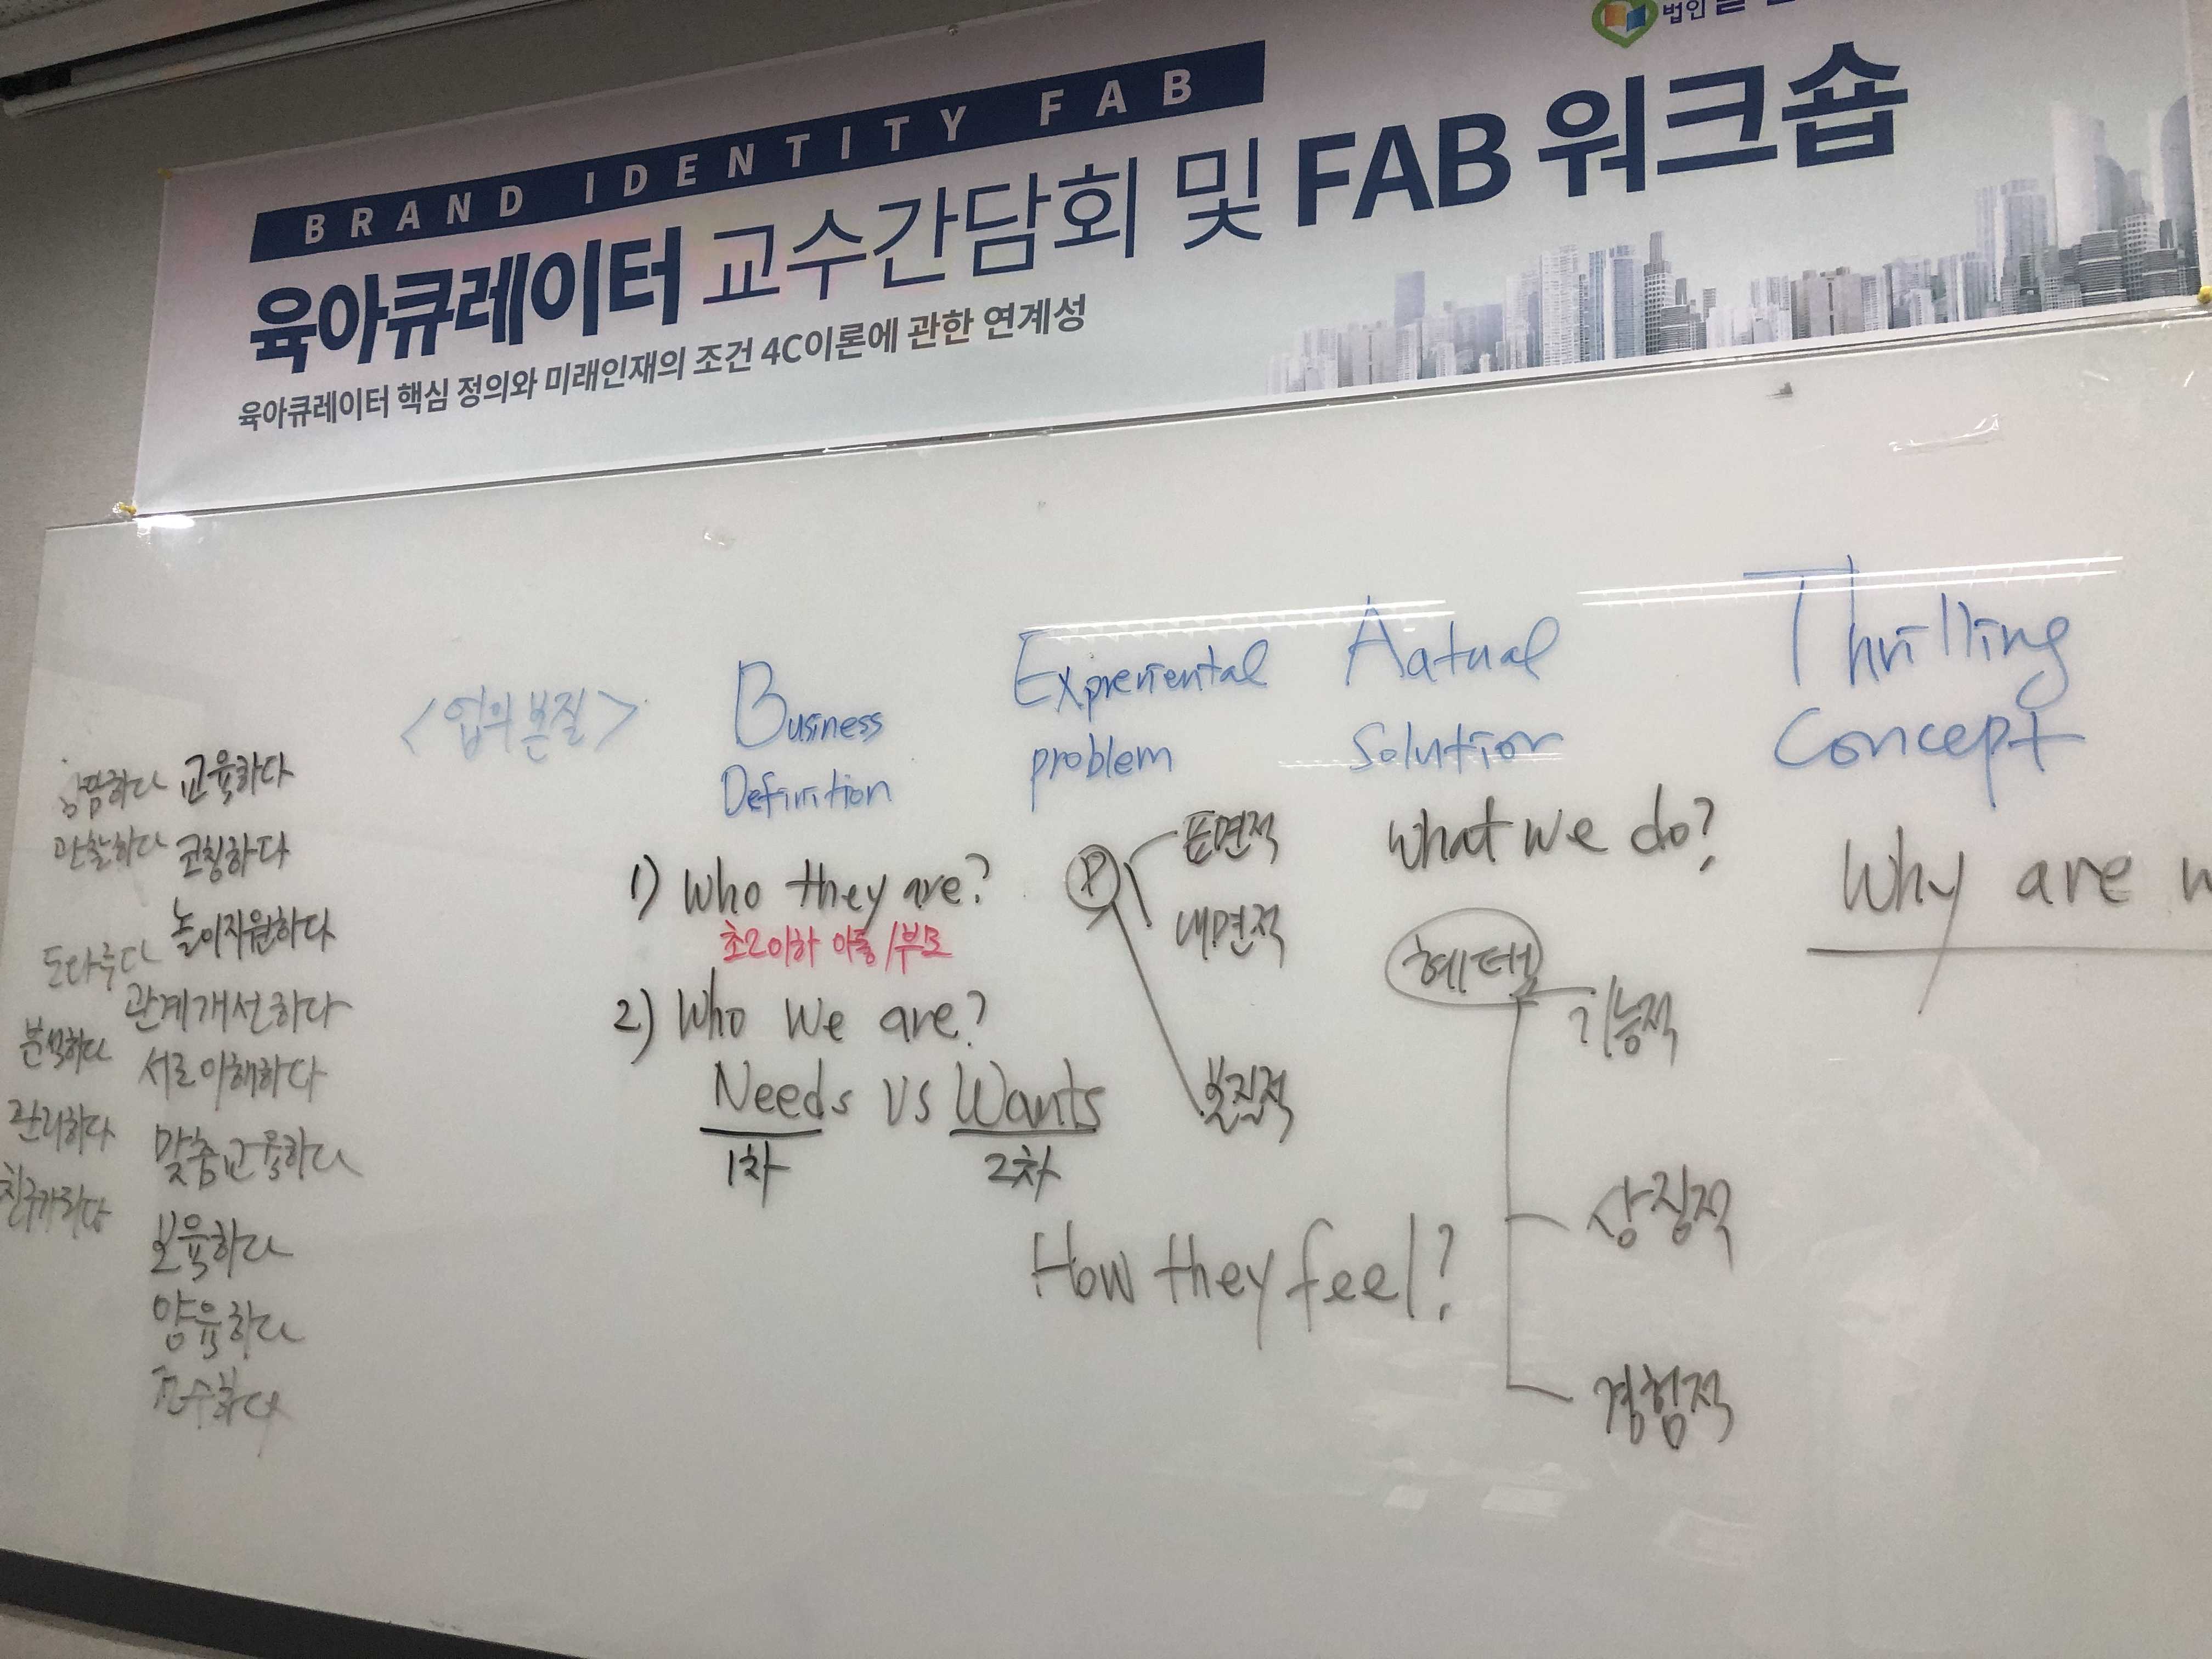 법인
BRAND IDENTITY FAB
육아큐레이터 교수간담회 및 FAB 워크숍
육아큐레이터 핵심 정의와 미래인재의 조건 4C이론에 관한 연계성
<업의 본질>
Business
Definition
Expreriental
problem
Aatual
Solution
Thrilling
Concept
상담하다 교육하다
관찰하다 코칭하다
놀이지원하다
도다주다
관계개선하다
분석하다
서로이해하다
관리하다
맞춤교육하다
보육하다
양육하다
전수하다
1) Who they are?
초2이하 아동/부모
2) Who We are?
Needs VS Wants
1차 2차
P
표면적
내면적
본질적
How they feel?
What we do?
혜택
기능적
상징적
경험적
Why are